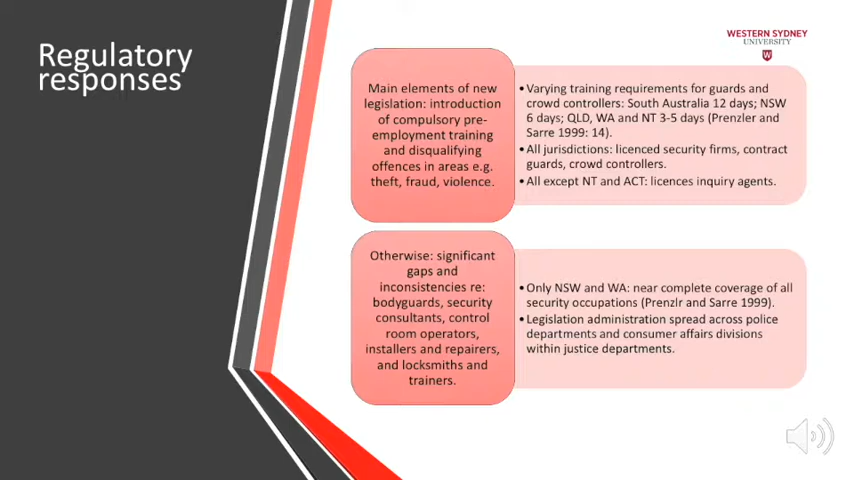 Regulatory
responses
WESTERN SYDNEY
UNIVERSITY
W
Main elements of new
legislation: introduction
of compulsory pre-
employment training
and disqualifying
offences in areas e.g.
theft, fraud, violence.
•Varying training requirements for guards and
crowd controllers: South Australia 12 days; NSW
6 days; QLD, WA and NT 3-5 days (Prenzler and
Sarre 1999: 14).
•All jurisdictions: licenced security firms, contract
guards, crowd controllers.
•All except NT and ACT: licences inquiry agents.
Otherwise: significant
gaps and
inconsistencies re:
bodyguards, security
consultants, control
room operators,
installers and repairers,
and locksmiths and
trainers.
•Only NSW and WA: near complete coverage of all
security occupations (Prenzlr and Sarre 1999).
•Legislation administration spread across police
departments and consumer affairs divisions
within justice departments.